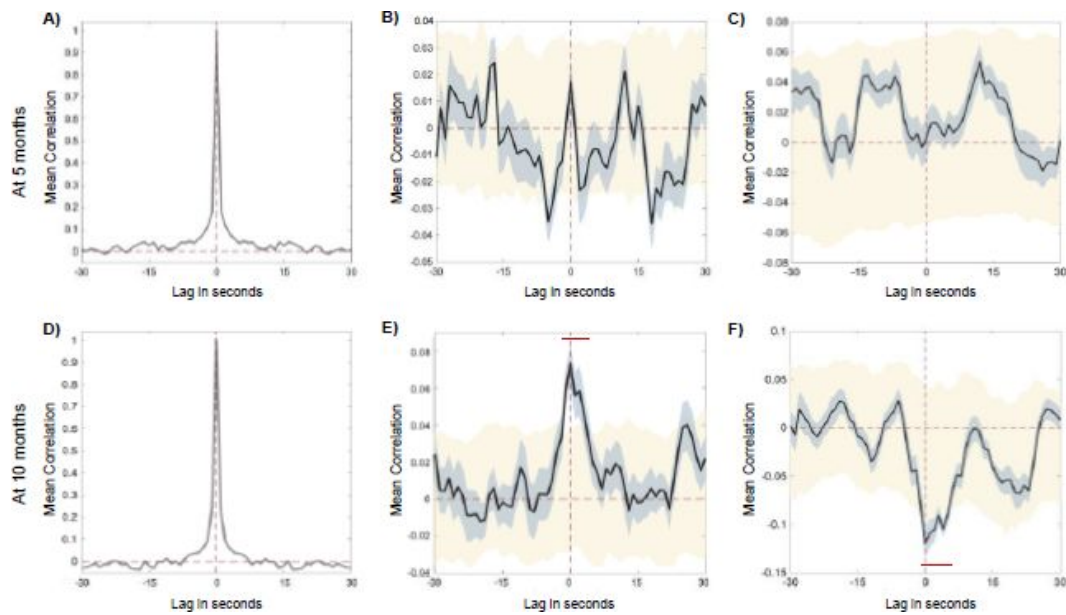 At 5 months
A)
Mean Correlation
1
0.9
0.8
0.7
0.6
0.5
0.4
0.3
0.2
0.1
0
-30 -15 0 15 30
Lag in seconds
B)
Mean Correlation
0.04
0.03
0.02
0.01
0
-0.01
-0.02
-0.03
-0.04
-0.05
-30 -15 0 15 30
Lag in seconds
C)
Mean Correlation
0.08
0.06
0.04
0.02
0
-0.02
-0.04
-0.06
-0.08
-30 -15 0 15 30
Lag in seconds
At 10 months
D)
Mean Correlation
1
0.9
0.8
0.7
0.6
0.5
0.4
0.3
0.2
0.1
0
-30 -15 0 15 30
Lag in seconds
E)
Mean Correlation
0.08
0.06
0.04
0.02
0
-0.02
-0.04
-30 -15 0 15 30
Lag in seconds
F)
Mean Correlation
0.1
0.05
0
-0.05
-0.1
-0.15
-30 -15 0 15 30
Lag in seconds